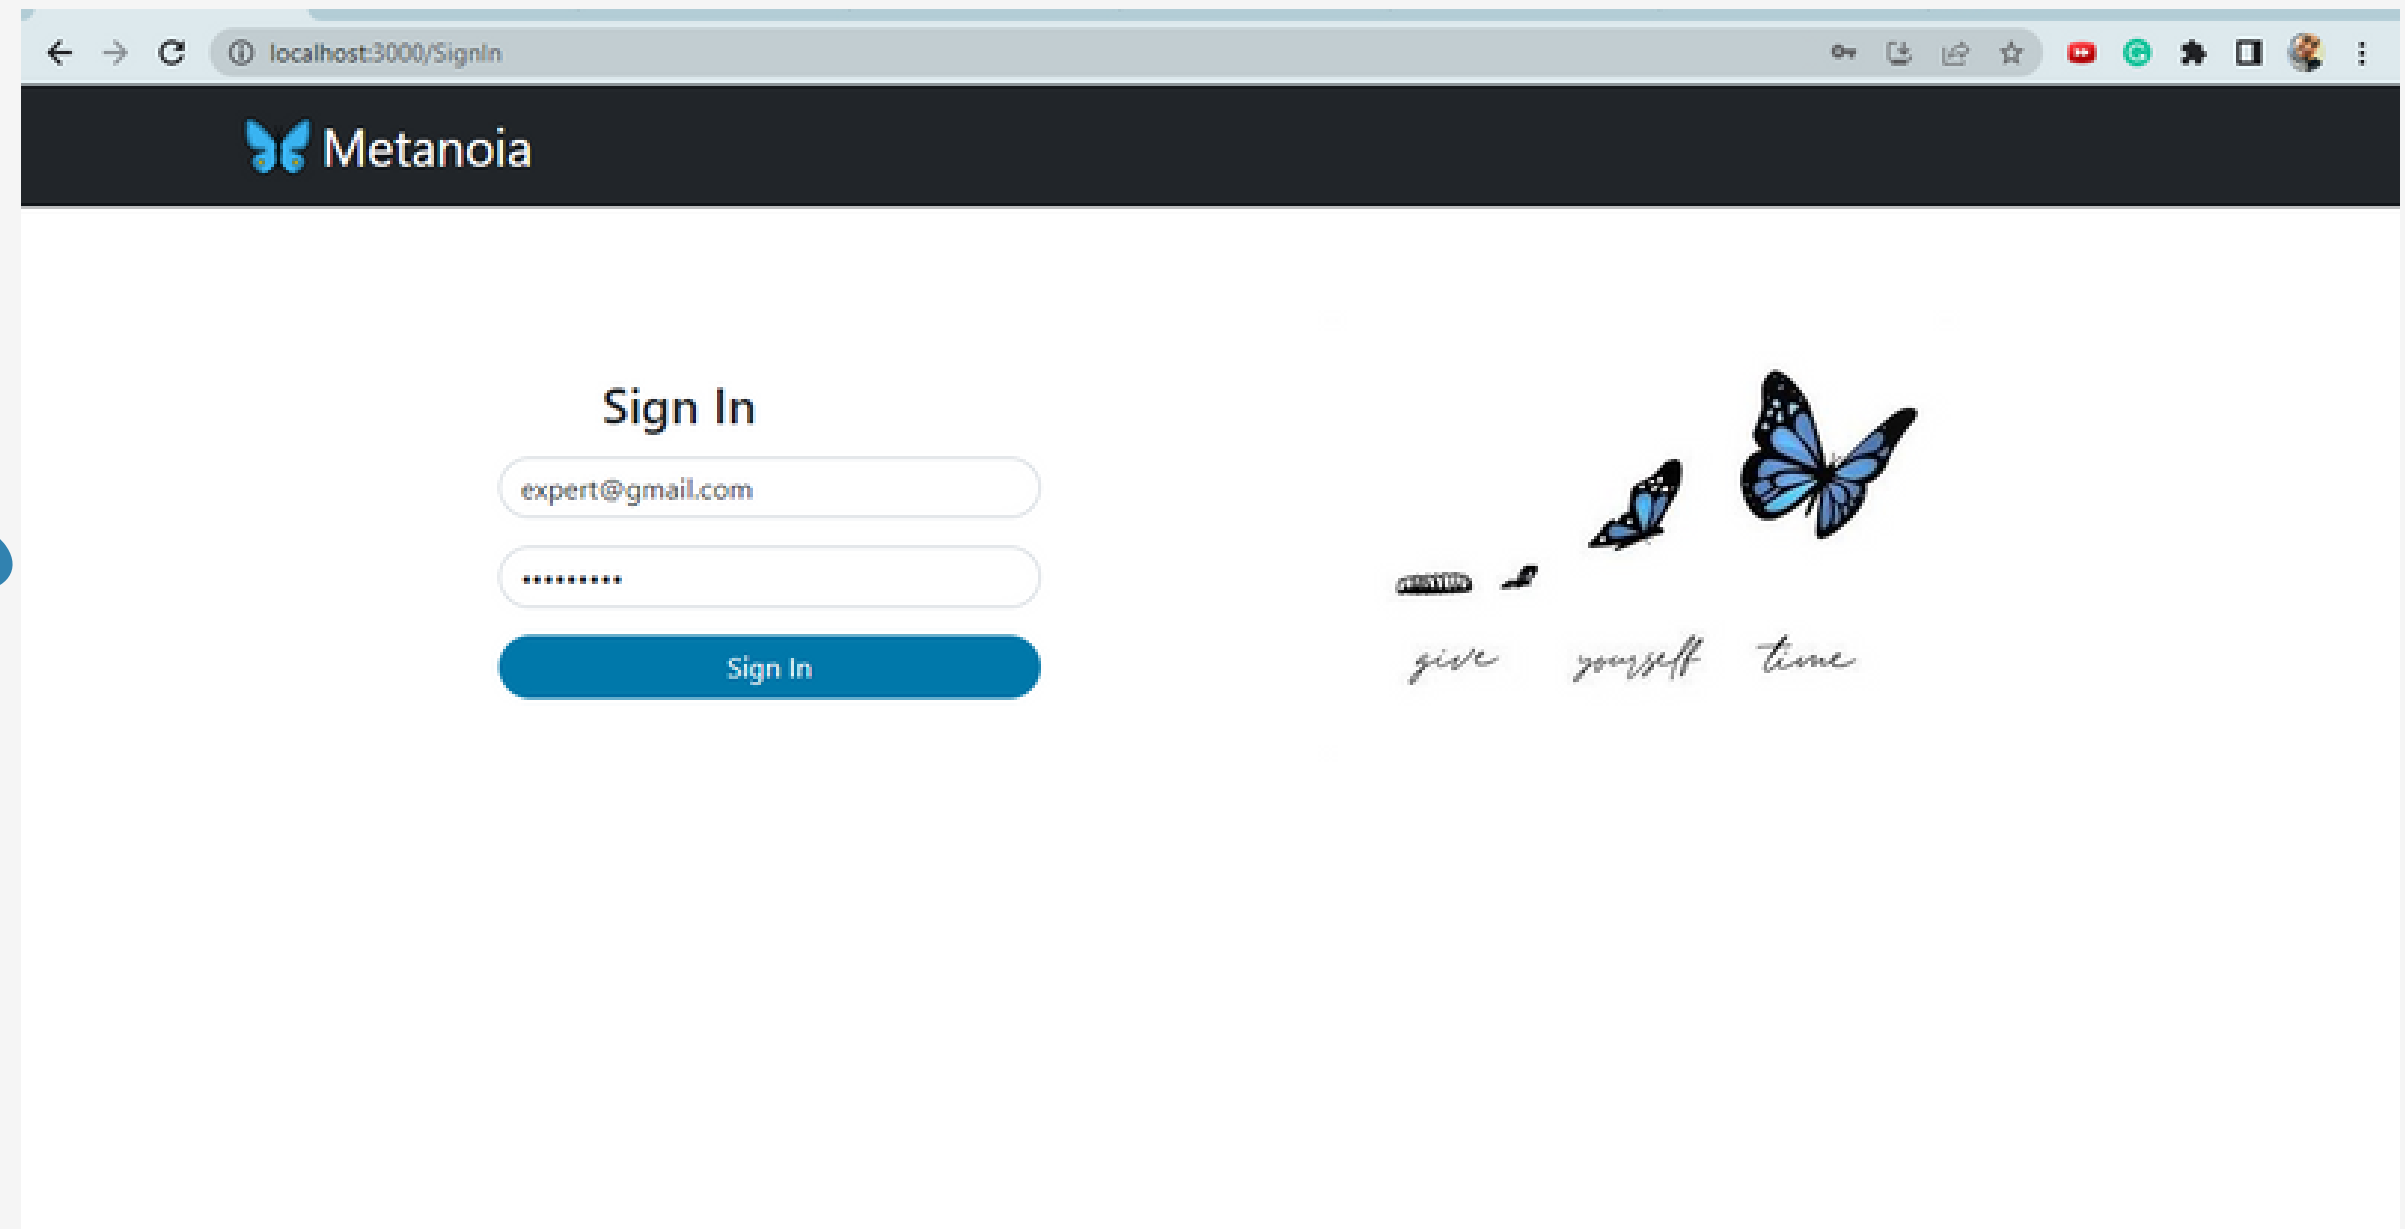 localhost:3000/SignIn
Metanoia
Sign In
expert@gmail.com
•••••••••
Sign In
give yourself time